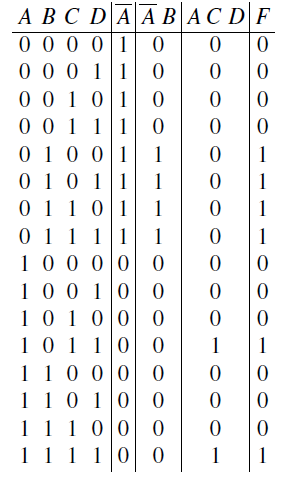 A B C D A̅ A̅ B A C D F
0 0 0 0 1 0 0 0
0 0 0 1 1 0 0 0
0 0 1 0 1 0 0 0
0 0 1 1 1 0 0 0
0 1 0 0 1 1 0 1
0 1 0 1 1 1 0 1
0 1 1 0 1 1 0 1
0 1 1 1 1 1 0 1
1 0 0 0 0 0 0 0
1 0 0 1 0 0 0 0
1 0 1 0 0 0 0 0
1 0 1 1 0 0 1 1
1 1 0 0 0 0 0 0
1 1 0 1 0 0 0 0
1 1 1 0 0 0 0 0
1 1 1 1 0 0 1 1